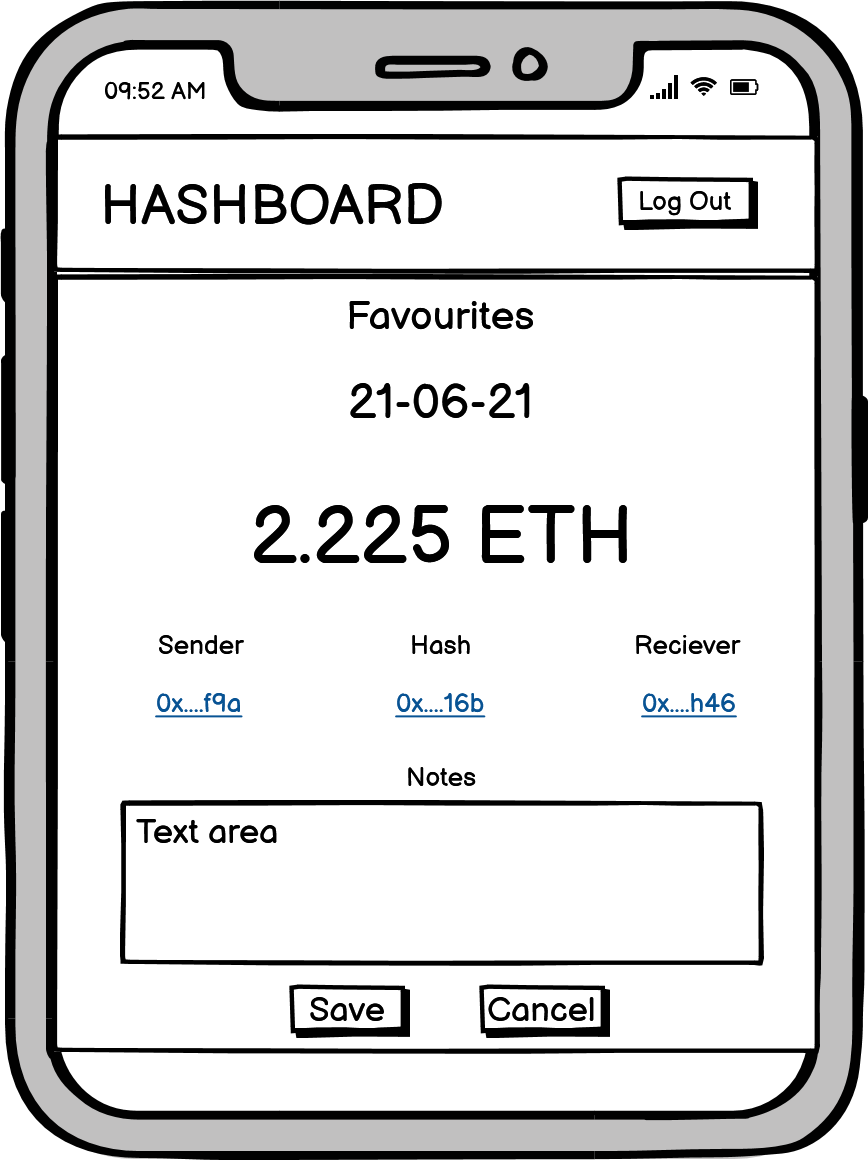 09:52 AM
HASHBOARD
Log Out
Favourites
21-06-21
2.225 ETH
Sender Hash Reciever
0x....f9a 0x....16b 0x....h46
Notes
Text area
Save Cancel